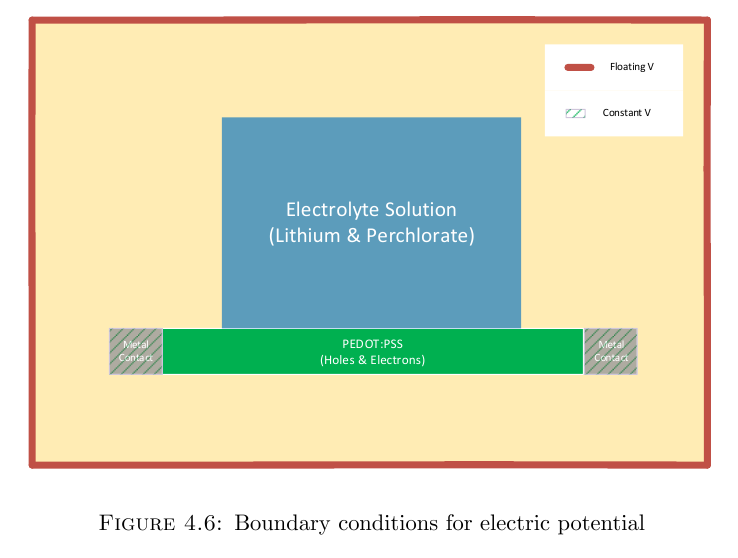 Floating V
Constant V
Electrolyte Solution
(Lithium & Perchlorate)
Metal
Contact
PEDOT:PSS
(Holes & Electrons)
Metal
Contact
FIGURE 4.6: Boundary conditions for electric potential